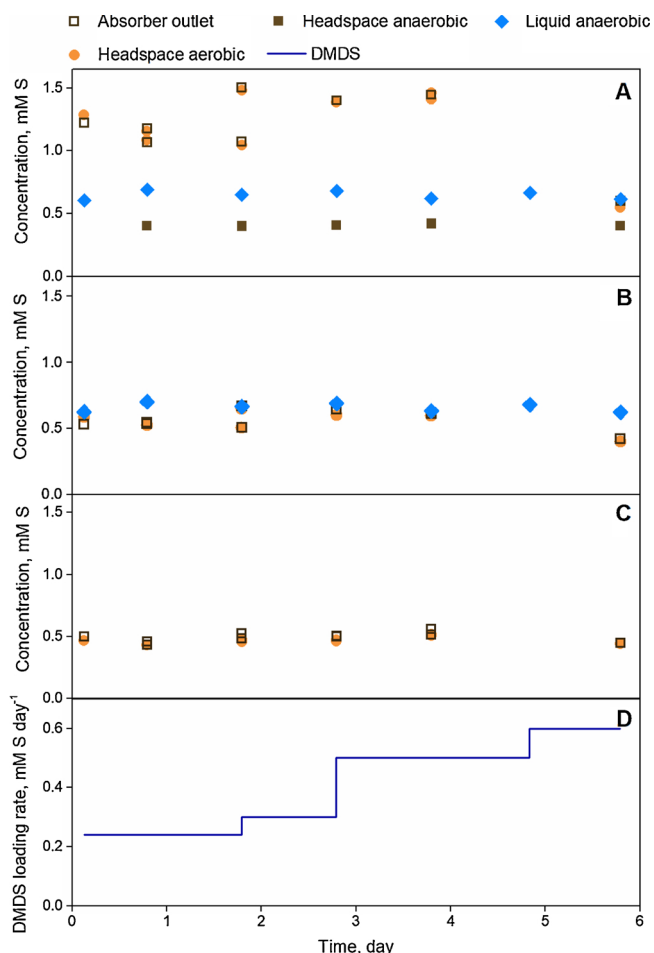 Absorber outlet Headspace anaerobic Liquid anaerobic
Headspace aerobic DMDS
A
Concentration, mM S
1.5
1.0
0.5
0.0
B
Concentration, mM S
1.5
1.0
0.5
0.0
C
Concentration, mM S
1.5
1.0
0.5
0.0
D
DMDS loading rate, mM S day-1
0.6
0.4
0.2
0.0
0 1 2 3 4 5 6
Time, day